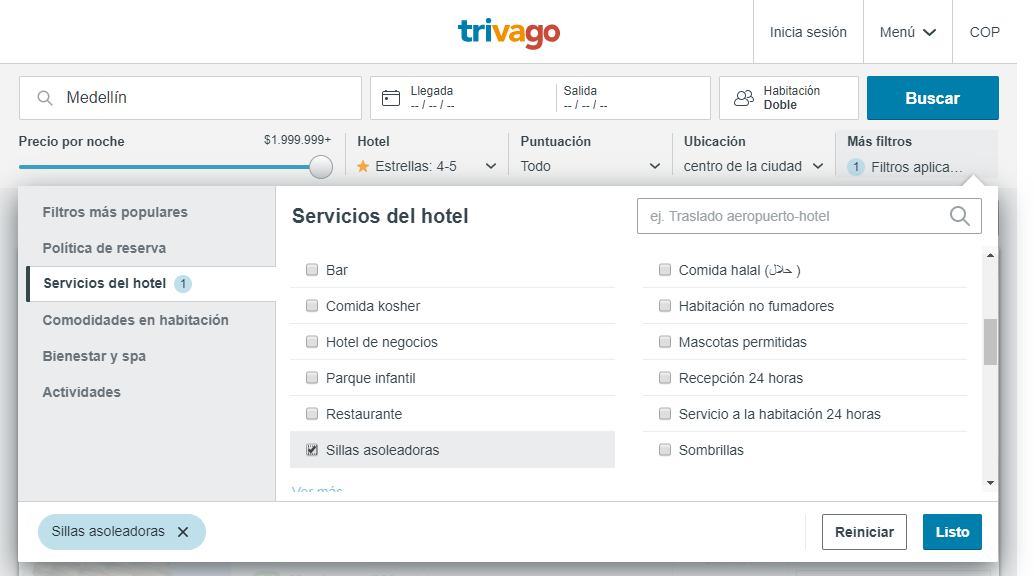 trivago
Inicia sesión
Menú
COP
Medellín
Llegada
-- / -- / --
Salida
-- / -- / --
Habitación
Doble
Buscar
Precio por noche
$1.999.999+
Hotel
Estrellas: 4-5
Puntuación
Todo
Ubicación
centro de la ciudad
Más filtros
1 Filtros aplica...
Filtros más populares
Política de reserva
Servicios del hotel 1
Comodidades en habitación
Bienestar y spa
Actividades
Servicios del hotel
ej. Traslado aeropuerto-hotel
Bar
Comida kosher
Hotel de negocios
Parque infantil
Restaurante
Sillas asoleadoras
Ver más
Comida halal (حلال )
Habitación no fumadores
Mascotas permitidas
Recepción 24 horas
Servicio a la habitación 24 horas
Sombrillas
Sillas asoleadoras
Reiniciar
Listo